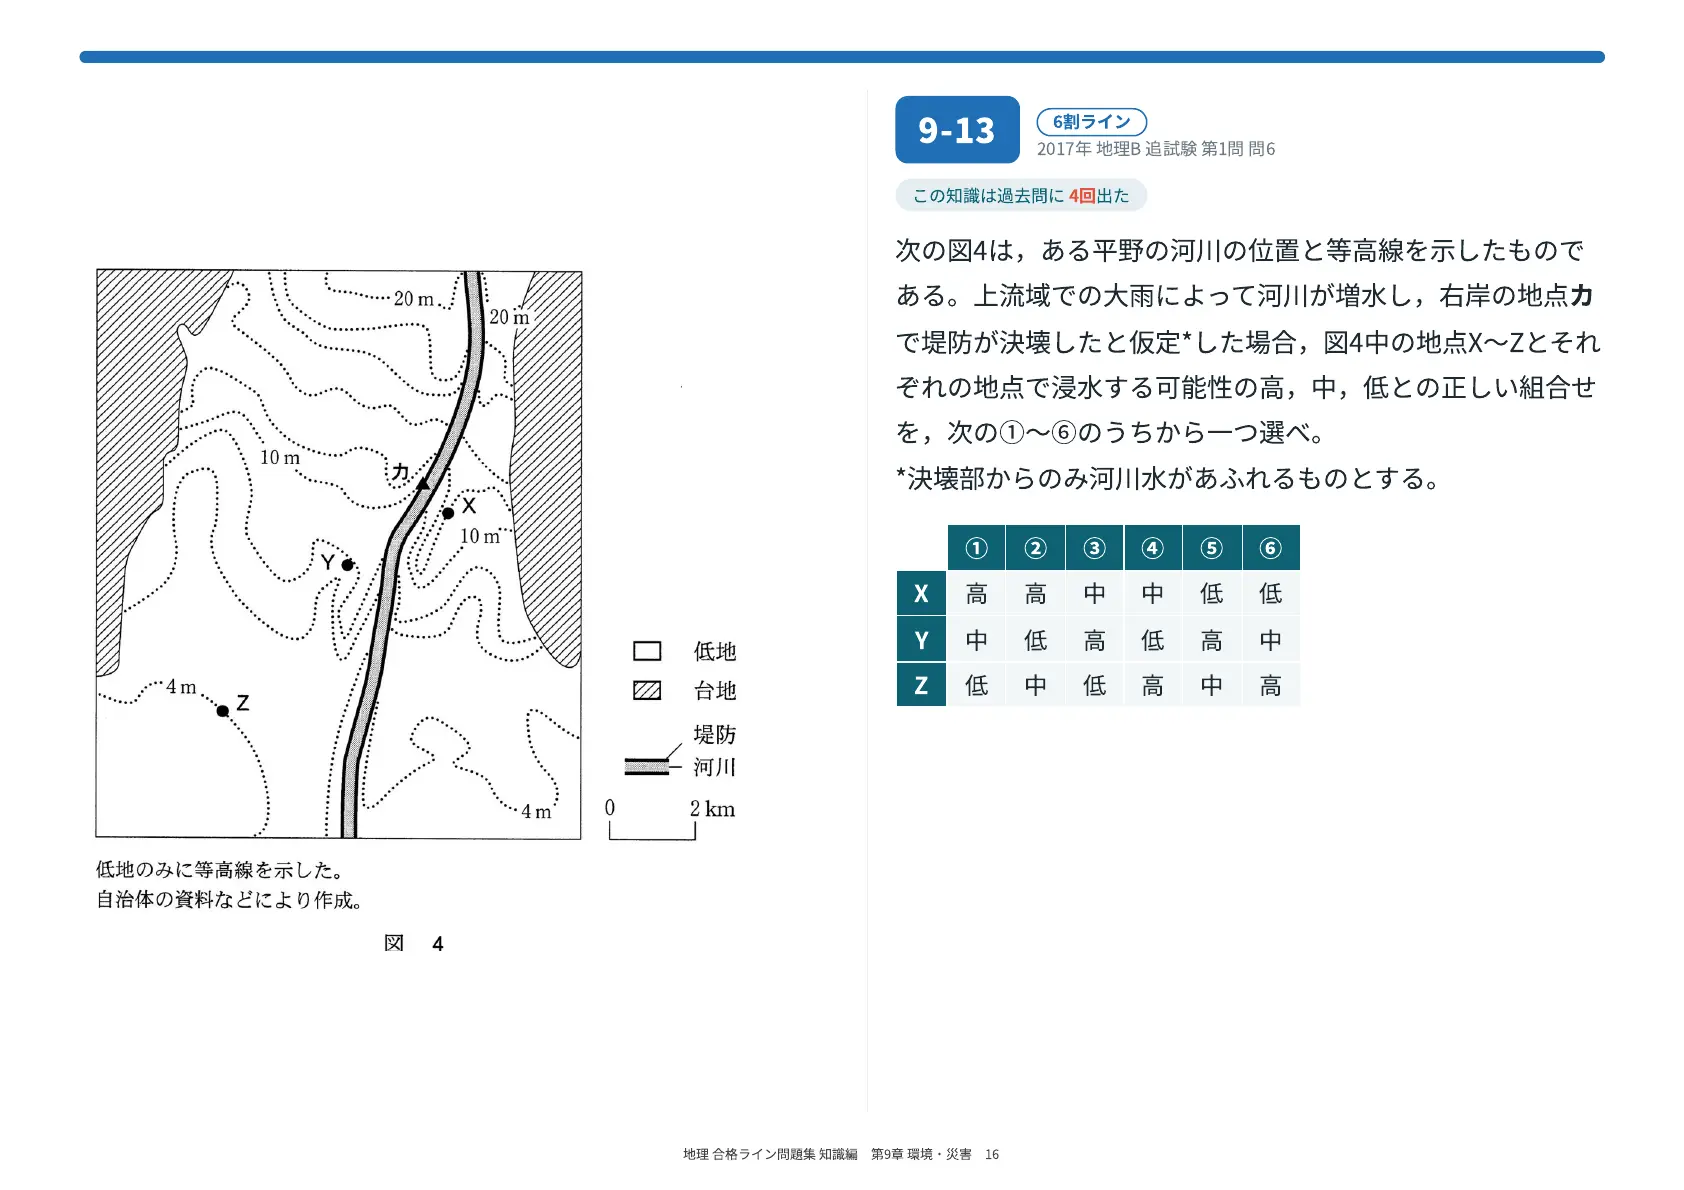 9-13
6割ライン
2017年 地理B 追試験 第1問 問6
この知識は過去問に 4回出た
次の図4は，ある平野の河川の位置と等高線を示したもので
ある。上流域での大雨によって河川が増水し，右岸の地点カ
で堤防が決壊したと仮定*した場合，図4中の地点X〜Zとそれ
ぞれの地点で浸水する可能性の高，中，低との正しい組合せ
を，次の①〜⑥のうちから一つ選べ。
*決壊部からのみ河川水があふれるものとする。
① ② ③ ④ ⑤ ⑥
X 高 高 中 中 低 低
Y 中 低 高 低 高 中
Z 低 中 低 高 中 高
20 m
20 m
10 m
カ
X
10 m
Y
4 m
Z
4 m
低地
台地
堤防
河川
0 2 km
低地のみに等高線を示した。
自治体の資料などにより作成。
図 4
地理 合格ライン問題集 知識編 第9章 環境・災害 16